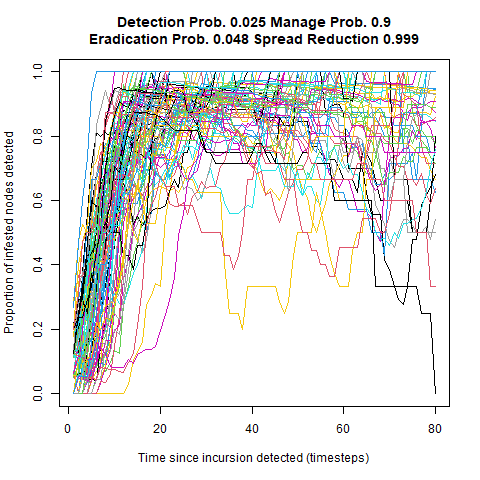 Detection Prob. 0.025 Manage Prob. 0.9
Eradication Prob. 0.048 Spread Reduction 0.999
Proportion of infested nodes detected
1.0
0.8
0.6
0.4
0.2
0.0
0 20 40 60 80
Time since incursion detected (timesteps)